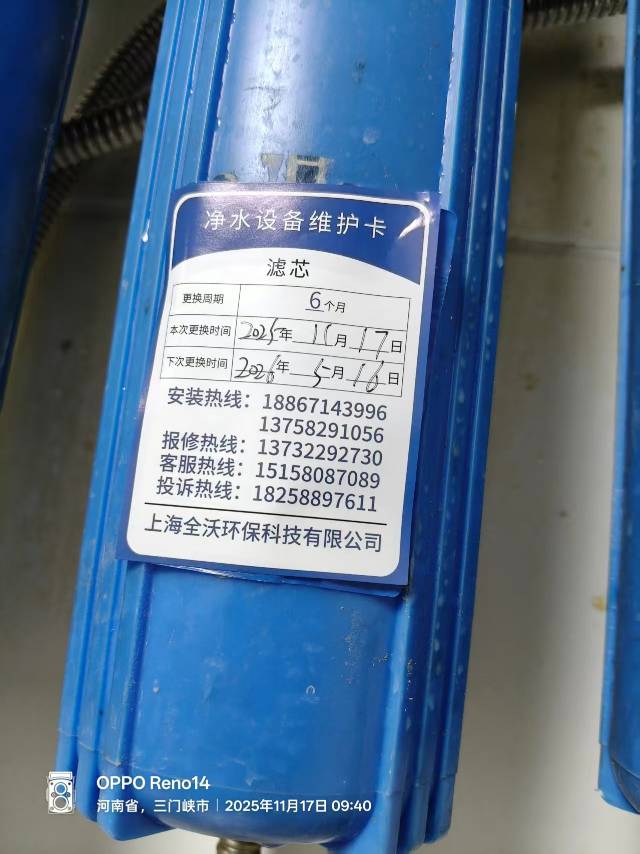 净水设备维护卡
滤芯
更换周期 6个月
本次更换时间 2025年 11月 17日
下次更换时间 2026年 5月 16日
安装热线：18867143996
13758291056
报修热线：13732292730
客服热线：15158087089
投诉热线：18258897611
上海全沃环保科技有限公司
OPPO Reno14
河南省，三门峡市 | 2025年11月17日 09:40